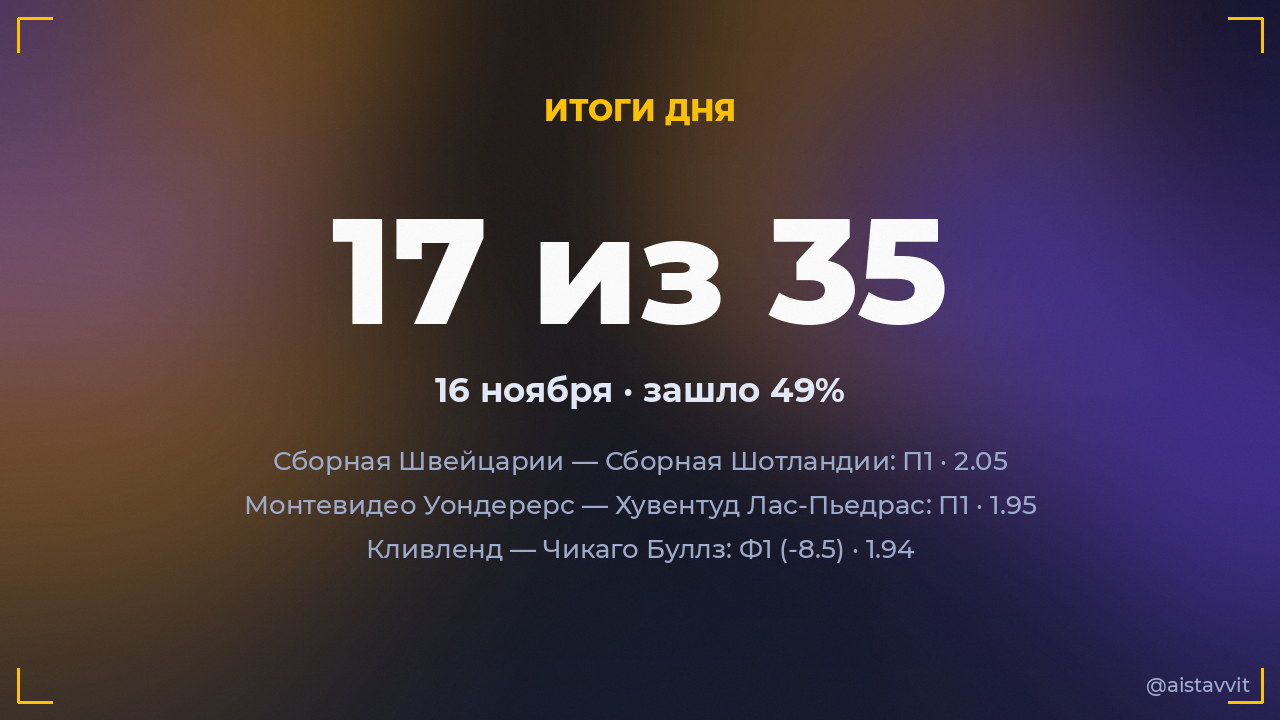 ИТОГИ ДНЯ
17 из 35
16 ноября · зашло 49%
Сборная Швейцарии — Сборная Шотландии: П1 · 2.05
Монтевидео Уондерерс — Хувентуд Лас-Пьедрас: П1 · 1.95
Кливленд — Чикаго Буллз: Ф1 (-8.5) · 1.94
@aistavvit